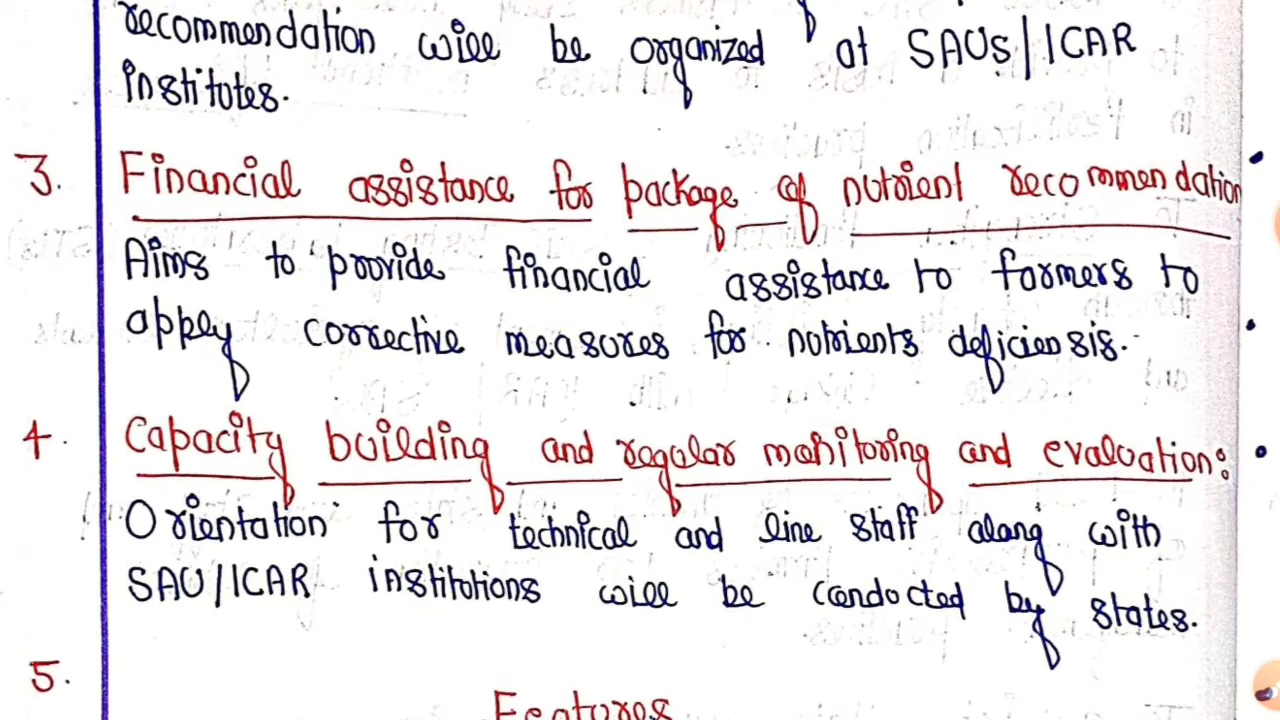 recommendation will be organized at SAUs/ICAR
institutes.
3. Financial assistance for package of nutrient recommendation
Aims to provide financial assistance to farmers to
apply corrective measures for nutrients deficiensis.
4. Capacity building and regular monitoring and evaluation:
Orientation for technical and line staff along with
SAU/ICAR institutions will be conducted by states.
5.
Features